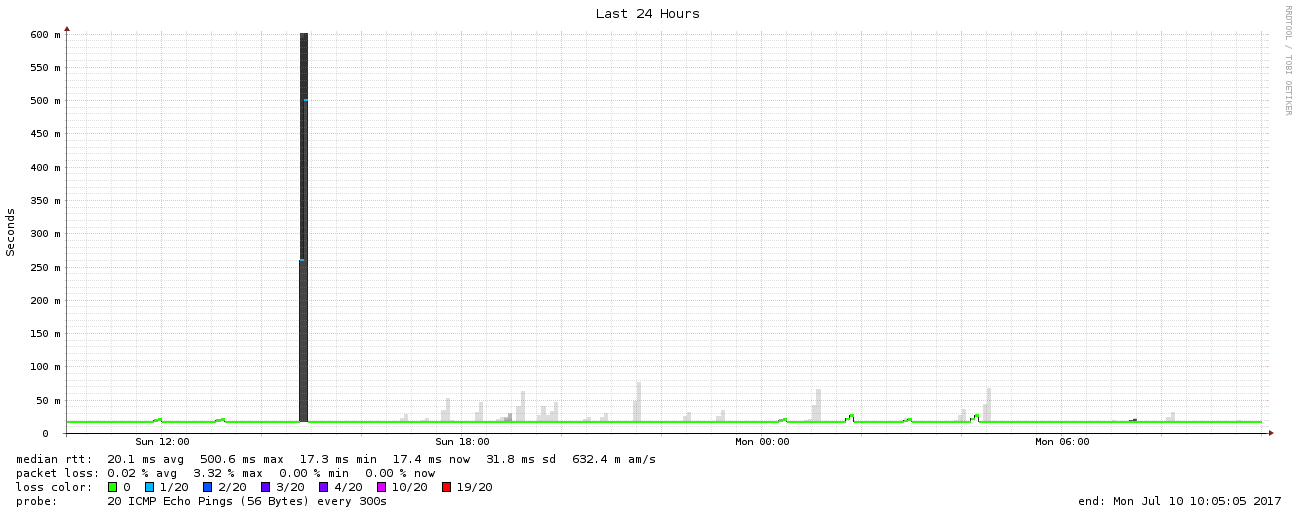 Last 24 Hours
RRDTOOL / TOBI OETIKER
600 m
550 m
500 m
450 m
400 m
350 m
300 m
250 m
200 m
150 m
100 m
50 m
0
Seconds
Sun 12:00 Sun 18:00 Mon 00:00 Mon 06:00
median rtt: 20.1 ms avg 500.6 ms max 17.3 ms min 17.4 ms now 31.8 ms sd 632.4 m am/s
packet loss: 0.02 % avg 3.32 % max 0.00 % min 0.00 % now
loss color: 0 1/20 2/20 3/20 4/20 10/20 19/20
probe: 20 ICMP Echo Pings (56 Bytes) every 300s end: Mon Jul 10 10:05:05 2017